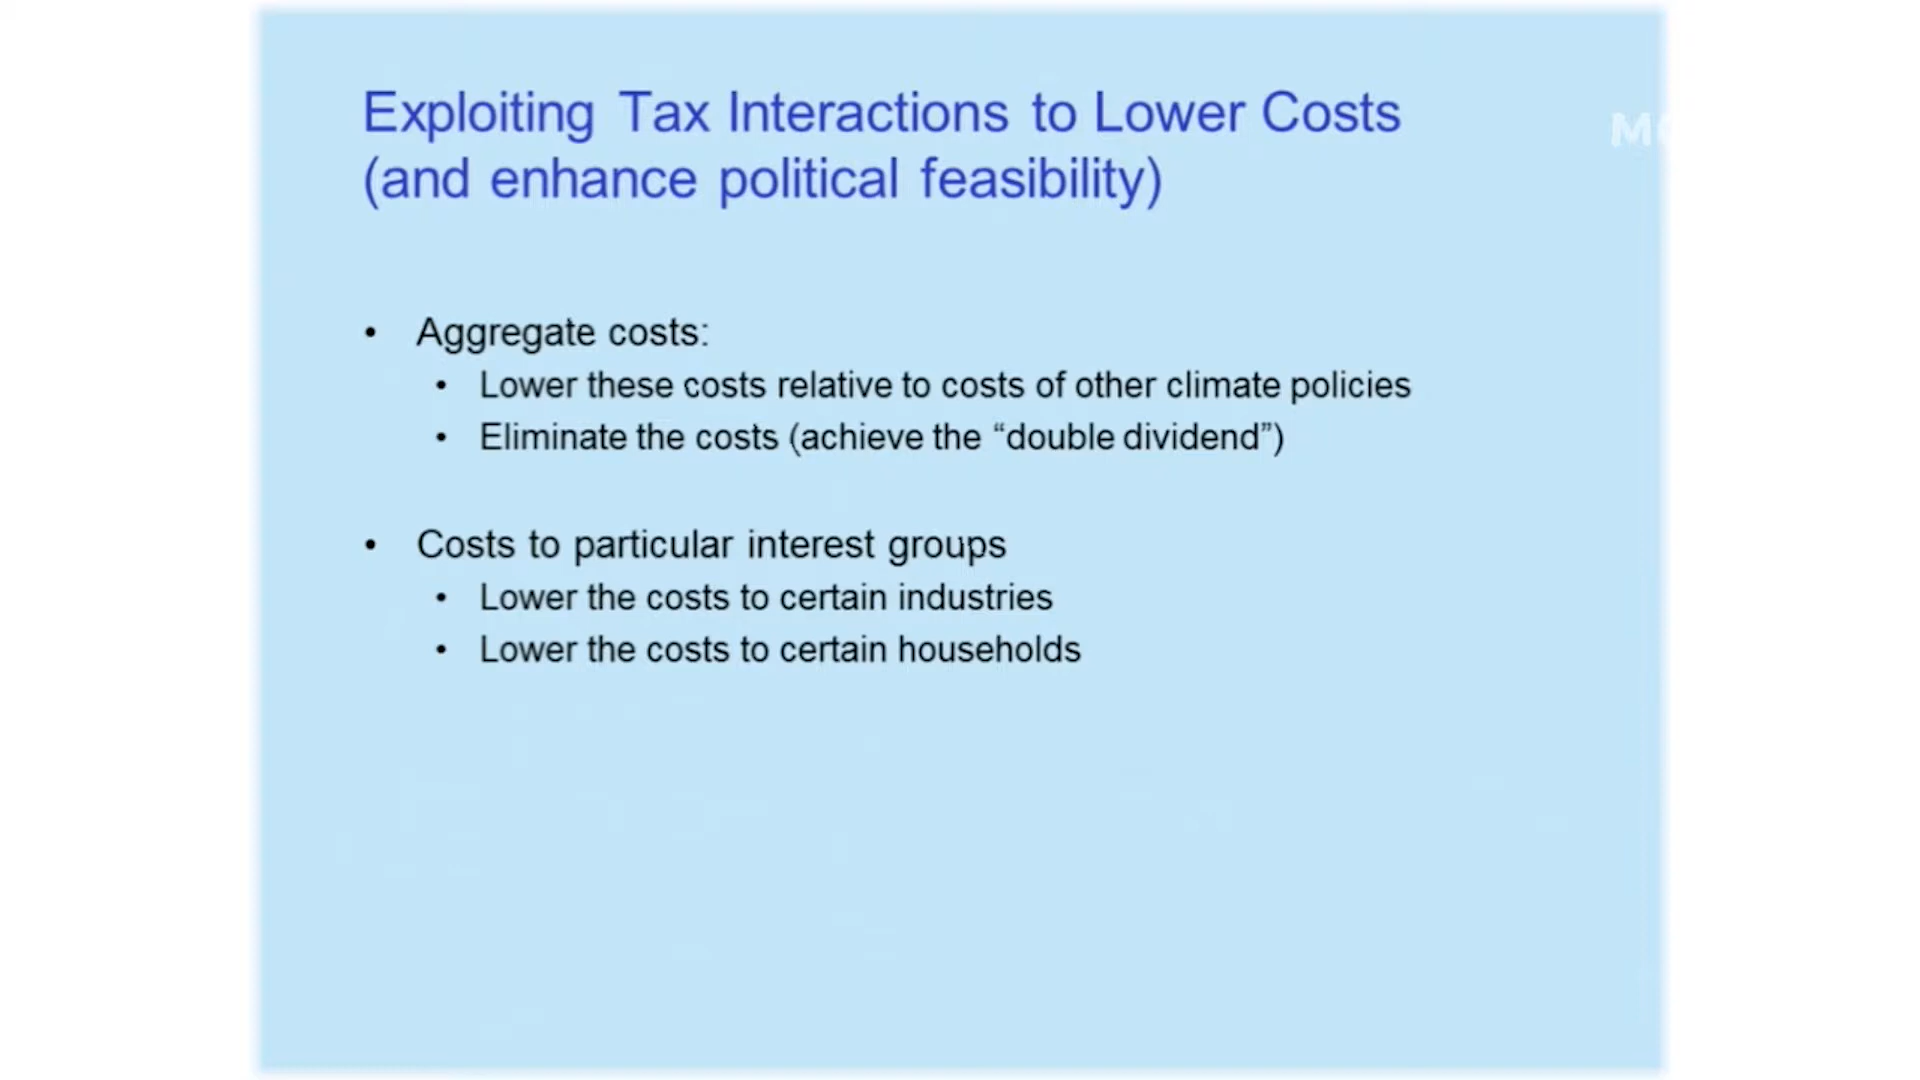 Exploiting Tax Interactions to Lower Costs
(and enhance political feasibility)
• Aggregate costs:
• Lower these costs relative to costs of other climate policies
• Eliminate the costs (achieve the “double dividend”)
• Costs to particular interest groups
• Lower the costs to certain industries
• Lower the costs to certain households